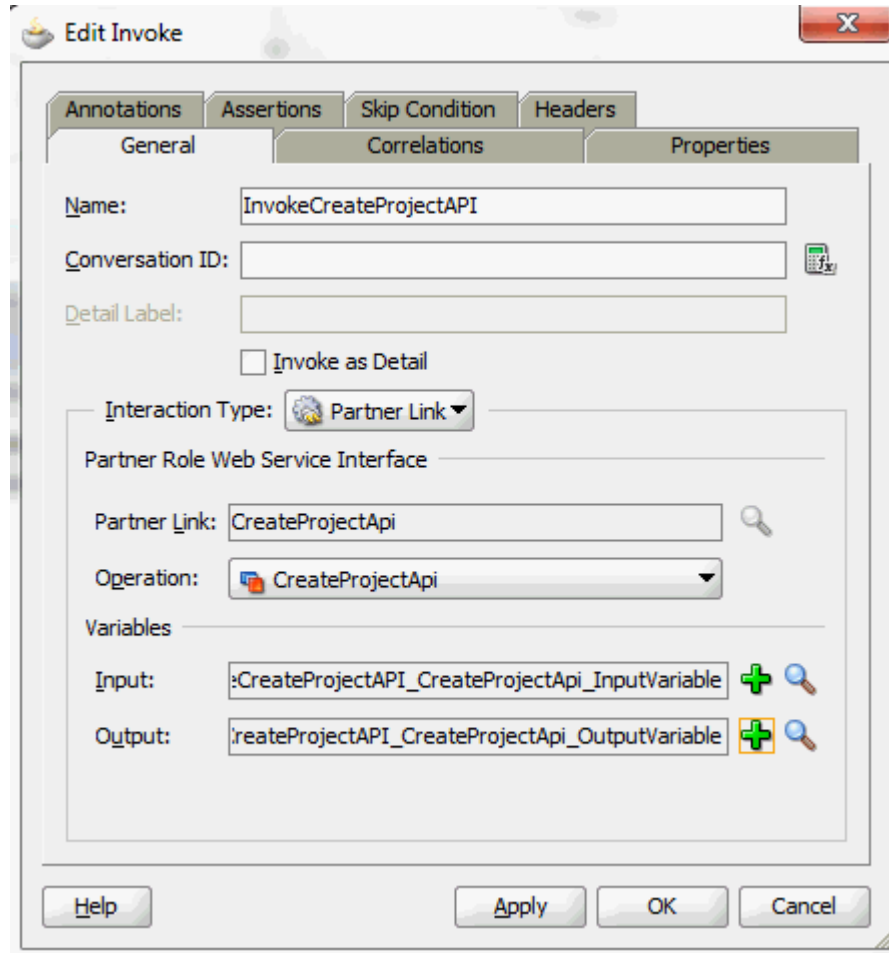 Edit Invoke
Annotations Assertions Skip Condition Headers
General Correlations Properties
Name: InvokeCreateProjectAPI
Conversation ID:
Detail Label:
Invoke as Detail
Interaction Type: Partner Link
Partner Role Web Service Interface
Partner Link: CreateProjectApi
Operation: CreateProjectApi
Variables
Input: eCreateProjectAPI_CreateProjectApi_InputVariable
Output: CreateProjectAPI_CreateProjectApi_OutputVariable
Help Apply OK Cancel